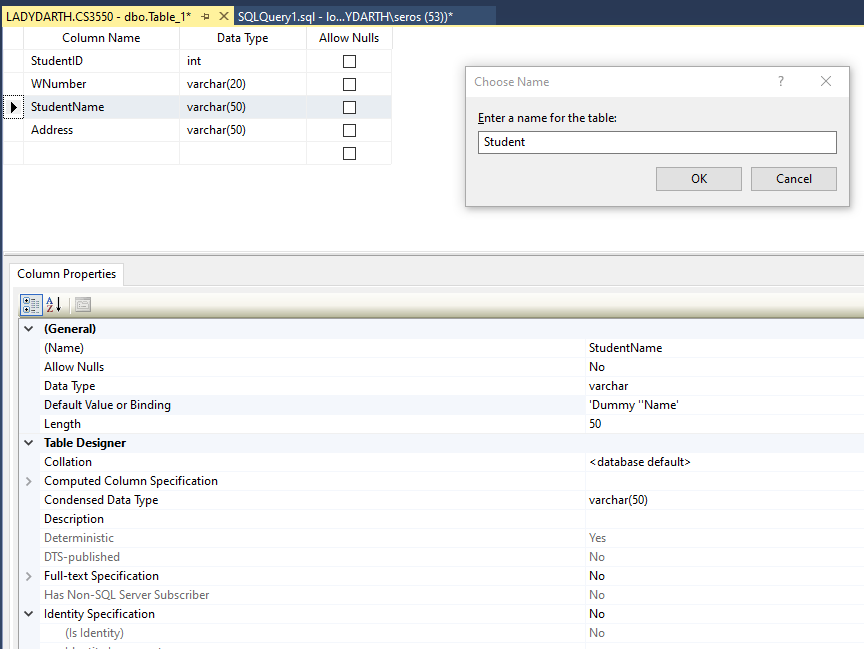 LADYDARTH.CS3550 - dbo.Table_1* SQLQuery1.sql - lo...YDARTH\seros (53))*
Column Name Data Type Allow Nulls
StudentID int
WNumber varchar(20)
StudentName varchar(50)
Address varchar(50)
Choose Name ?
Enter a name for the table:
Student
OK Cancel
Column Properties
(General)
(Name) StudentName
Allow Nulls No
Data Type varchar
Default Value or Binding 'Dummy ''Name'
Length 50
Table Designer
Collation <database default>
Computed Column Specification
Condensed Data Type varchar(50)
Description
Deterministic Yes
DTS-published No
Full-text Specification No
Has Non-SQL Server Subscriber No
Identity Specification No
(Is Identity) No